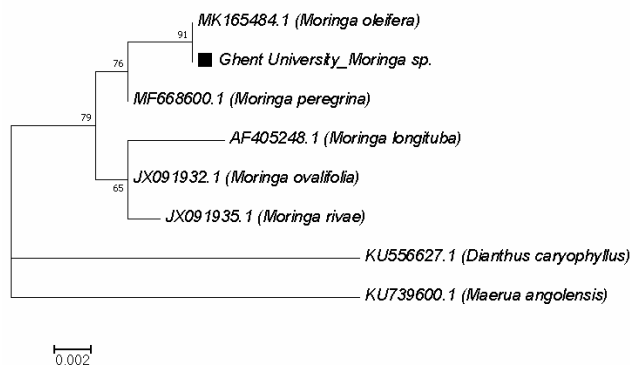 MK165484.1 (Moringa oleifera)
91
Ghent University_Moringa sp.
76
MF668600.1 (Moringa peregrina)
79
AF405248.1 (Moringa longituba)
JX091932.1 (Moringa ovalifolia)
65
JX091935.1 (Moringa rivae)
KU556627.1 (Dianthus caryophyllus)
KU739600.1 (Maerua angolensis)
0.002